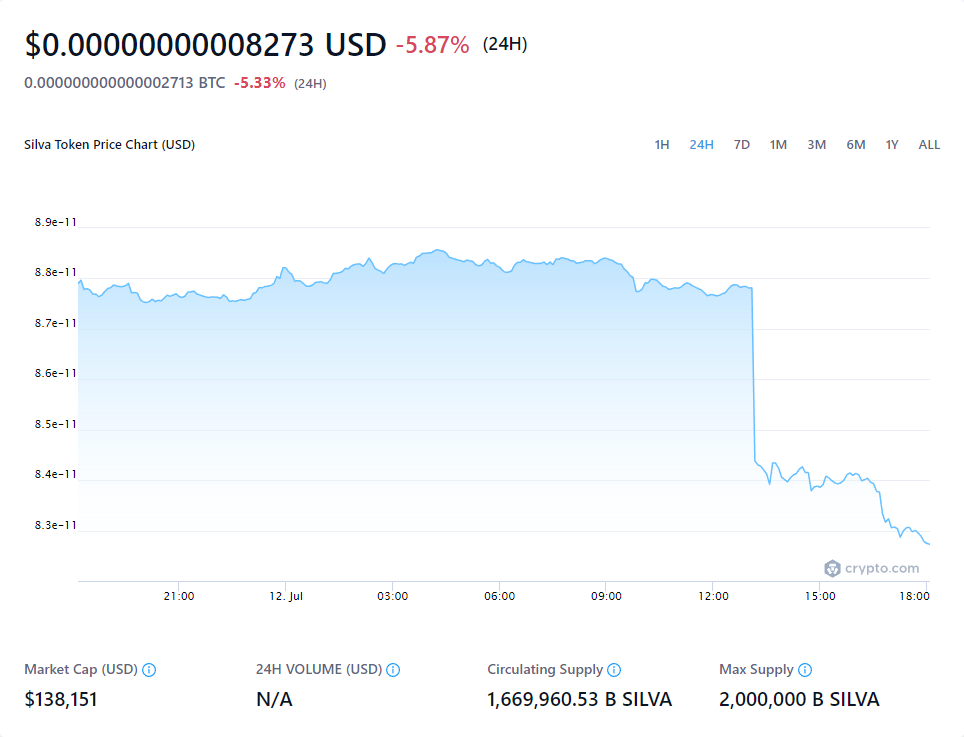 $0.00000000008273 USD -5.87% (24H)
0.000000000000002713 BTC -5.33% (24H)
Silva Token Price Chart (USD) 1H 24H 7D 1M 3M 6M 1Y ALL
8.9e-11
8.8e-11
8.7e-11
8.6e-11
8.5e-11
8.4e-11
8.3e-11
crypto.com
21:00 12. Jul 03:00 06:00 09:00 12:00 15:00 18:00
Market Cap (USD) 24H VOLUME (USD) Circulating Supply Max Supply
$138,151 N/A 1,669,960.53 B SILVA 2,000,000 B SILVA